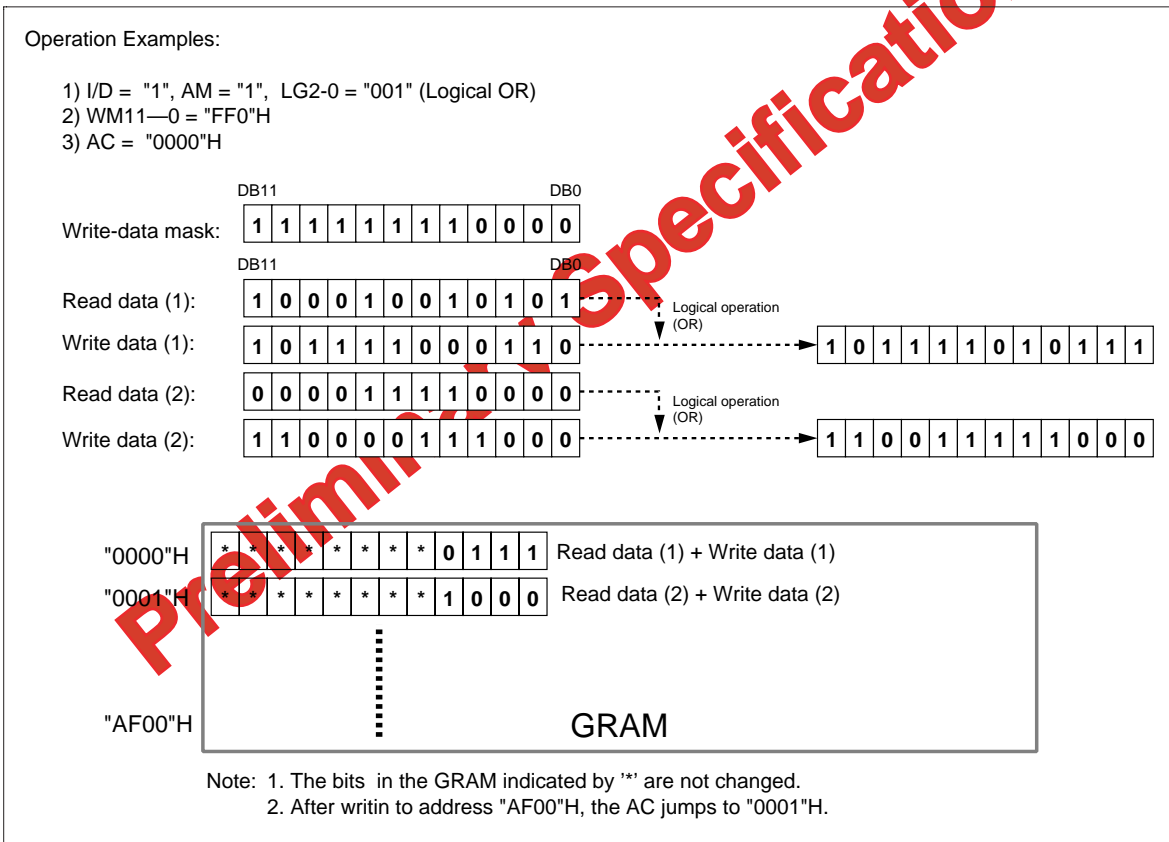 Operation Examples:
1) I/D = "1", AM = "1", LG2-0 = "001" (Logical OR)
2) WM11—0 = "FF0"H
3) AC = "0000"H
DB11 DB0
Write-data mask: 1 1 1 1 1 1 1 1 0 0 0 0
DB11 DB0
Read data (1): 1 0 0 0 1 0 0 1 0 1 0 1
Logical operation
(OR)
Write data (1): 1 0 1 1 1 1 0 0 0 1 1 0 1 0 1 1 1 1 0 1 0 1 1 1
Read data (2): 0 0 0 0 1 1 1 1 0 0 0 0
Logical operation
(OR)
Write data (2): 1 1 0 0 0 0 1 1 1 0 0 0 1 1 0 0 1 1 1 1 1 0 0 0
"0000"H * * * * * * * * 0 1 1 1 Read data (1) + Write data (1)
"0001"H * * * * * * * * 1 0 0 0 Read data (2) + Write data (2)
"AF00"H GRAM
Note: 1. The bits in the GRAM indicated by '*' are not changed.
2. After writin to address "AF00"H, the AC jumps to "0001"H.
Preliminary Specification